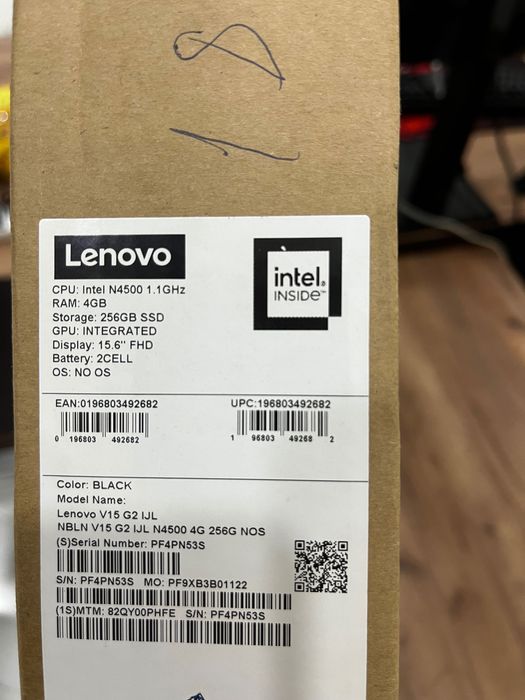 Lenovo
intel.
INSIDE™
CPU: Intel N4500 1.1GHz
RAM: 4GB
Storage: 256GB SSD
GPU: INTEGRATED
Display: 15.6'' FHD
Battery: 2CELL
OS: NO OS
EAN:0196803492682
0 196803 492682
UPC:196803492682
1 96803 49268 2
Color: BLACK
Model Name:
Lenovo V15 G2 IJL
NBLN V15 G2 IJL N4500 4G 256G NOS
(S)Serial Number: PF4PN53S
S/N: PF4PN53S MO: PF9XB3B01122
(1S)MTM: 82QY00PHFE S/N: PF4PN53S